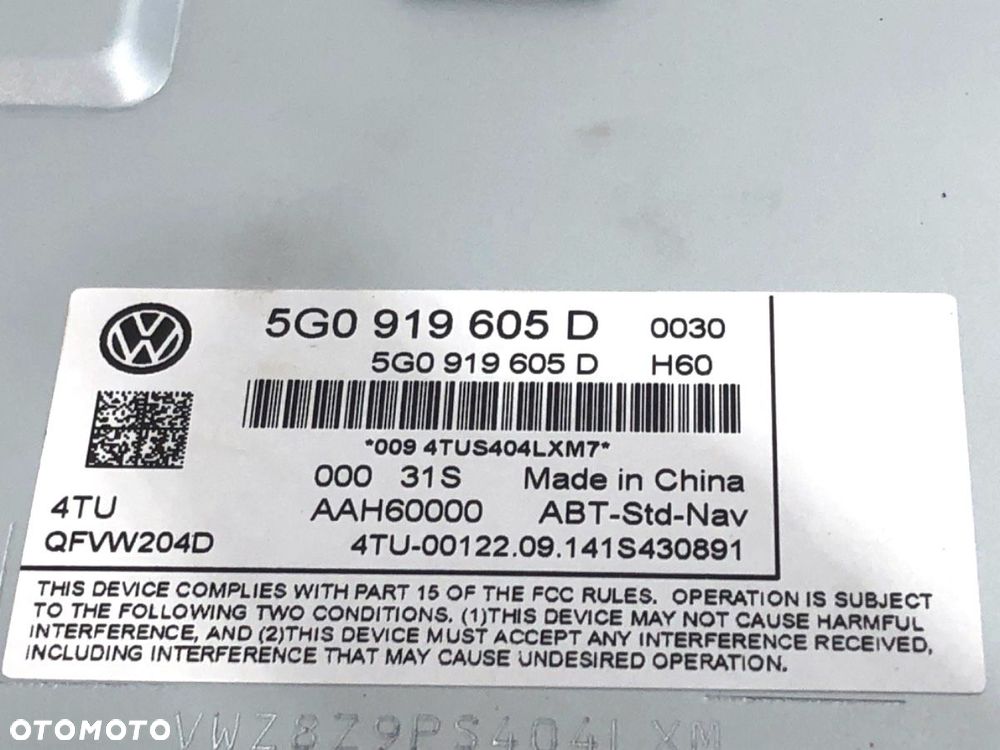 5G0 919 605 D 0030
5G0 919 605 D H60
*009 4TUS404LXM7*
000 31S Made in China
4TU AAH60000 ABT-Std-Nav
QFVW204D 4TU-00122.09.141S430891
THIS DEVICE COMPLIES WITH PART 15 OF THE FCC RULES. OPERATION IS SUBJECT
TO THE FOLLOWING TWO CONDITIONS. (1)THIS DEVICE MAY NOT CAUSE HARMFUL
INTERFERENCE, AND (2)THIS DEVICE MUST ACCEPT ANY INTERFERENCE RECEIVED,
INCLUDING INTERFERENCE THAT MAY CAUSE UNDESIRED OPERATION.
VWZ8Z9PS404LXM
OTOMOTO